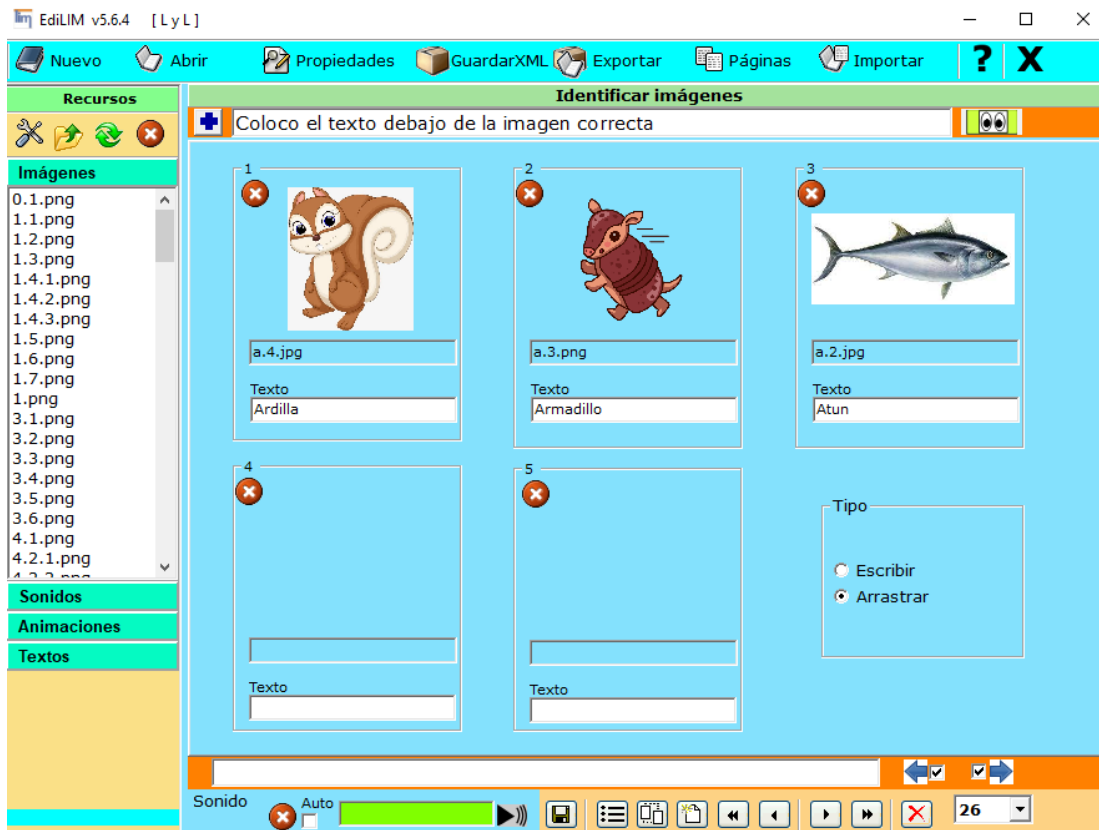 EdiLIM v5.6.4 [ L y L ]
Nuevo Abrir Propiedades GuardarXML Exportar Páginas Importar ? X
Recursos
Identificar imágenes
Coloco el texto debajo de la imagen correcta
Imágenes
0.1.png
1.1.png
1.2.png
1.3.png
1.4.1.png
1.4.2.png
1.4.3.png
1.5.png
1.6.png
1.7.png
1.png
3.1.png
3.2.png
3.3.png
3.4.png
3.5.png
3.6.png
4.1.png
4.2.1.png
Sonidos
Animaciones
Textos
1
a.4.jpg
Texto
Ardilla
2
a.3.png
Texto
Armadillo
3
a.2.jpg
Texto
Atun
4
Texto
5
Texto
Tipo
Escribir
Arrastrar
Sonido
Auto
26